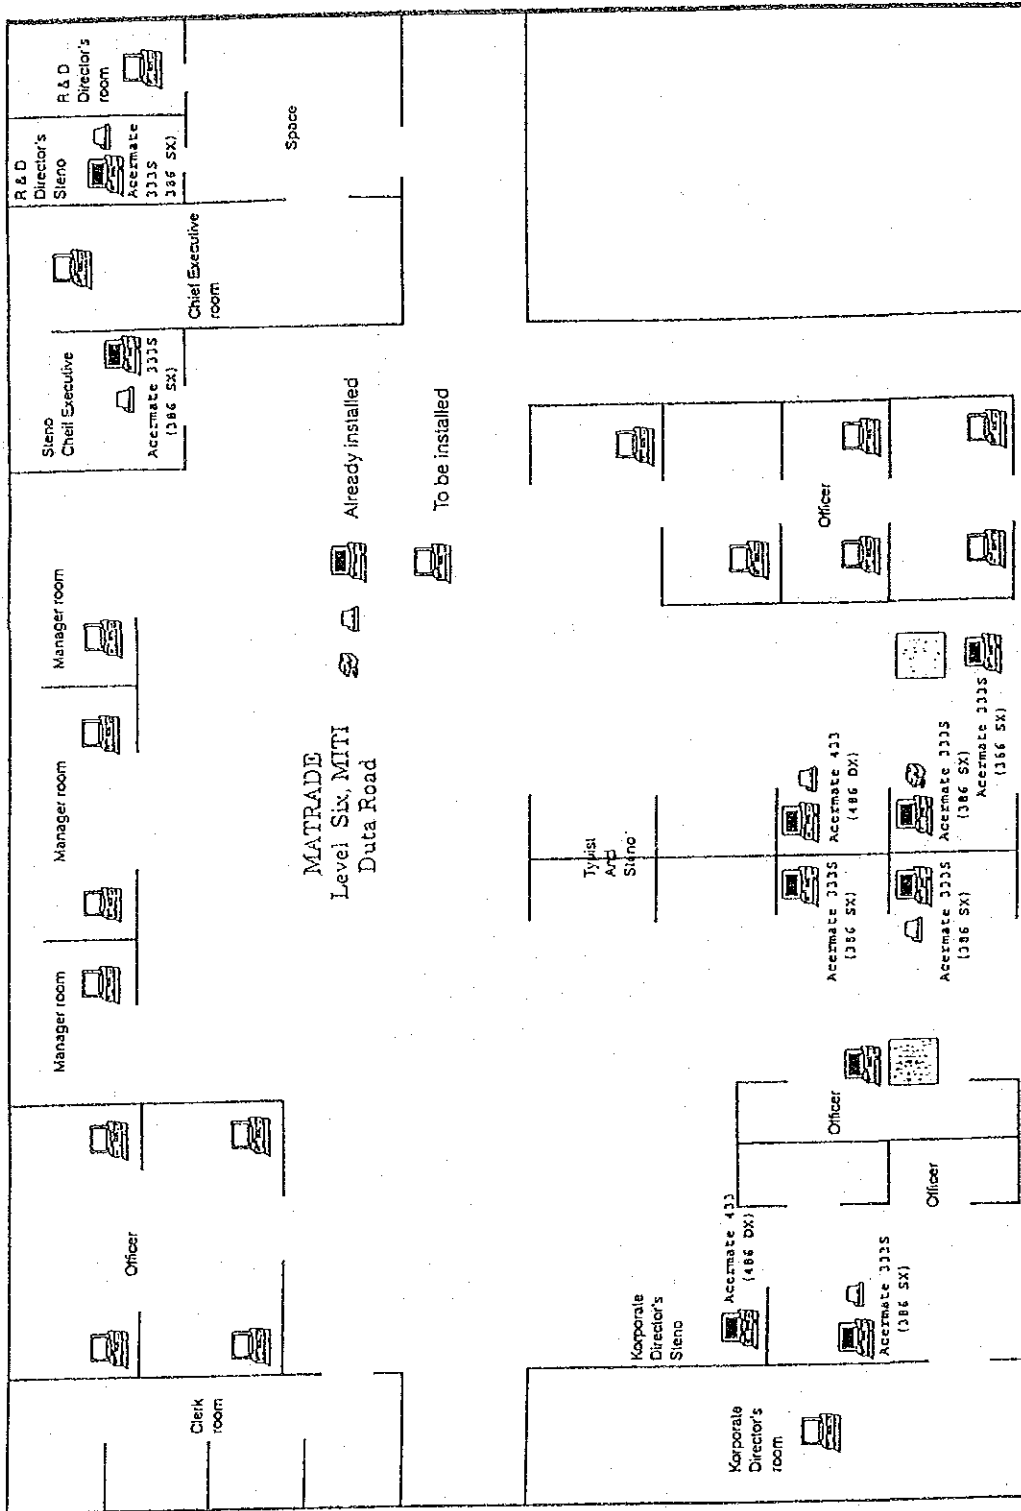 Manager room
Manager room
Manager room
Steno
Cheif Executive
Acermate 333S
(386 SX)
R & D
Director's
Steno
Acermate
333S
(386 SX)
R & D
Director's
room
Officer
Clerk
room
Chief Executive
room
Space
MATRADE
Level Six, MITI
Duta Road
Already installed
To be installed
Typist
And
Steno
Korporate
Director's
Steno
Acermate 433
(486 DX)
Korporate
Director's
room
Acermate 333S
(386 SX)
Officer
Officer
Acermate 333S
(386 SX)
Acermate 433
(486 DX)
Acermate 333S
(386 SX)
Acermate 333S
(386 SX)
Acermate 333S
(386 SX)
Officer